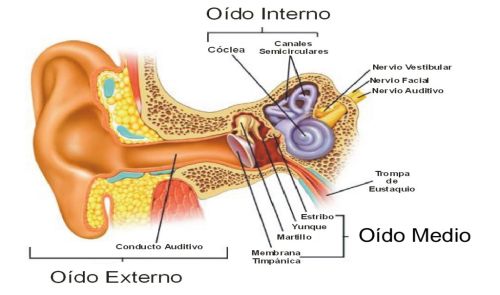 Oído Interno
Cóclea
Canales
Semicirculares
Nervio Vestibular
Nervio Facial
Nervio Auditivo
Trompa
de
Eustaquio
Estribo
Yunque
Martillo
Membrana
Timpánica
Oído Medio
Conducto Auditivo
Oído Externo